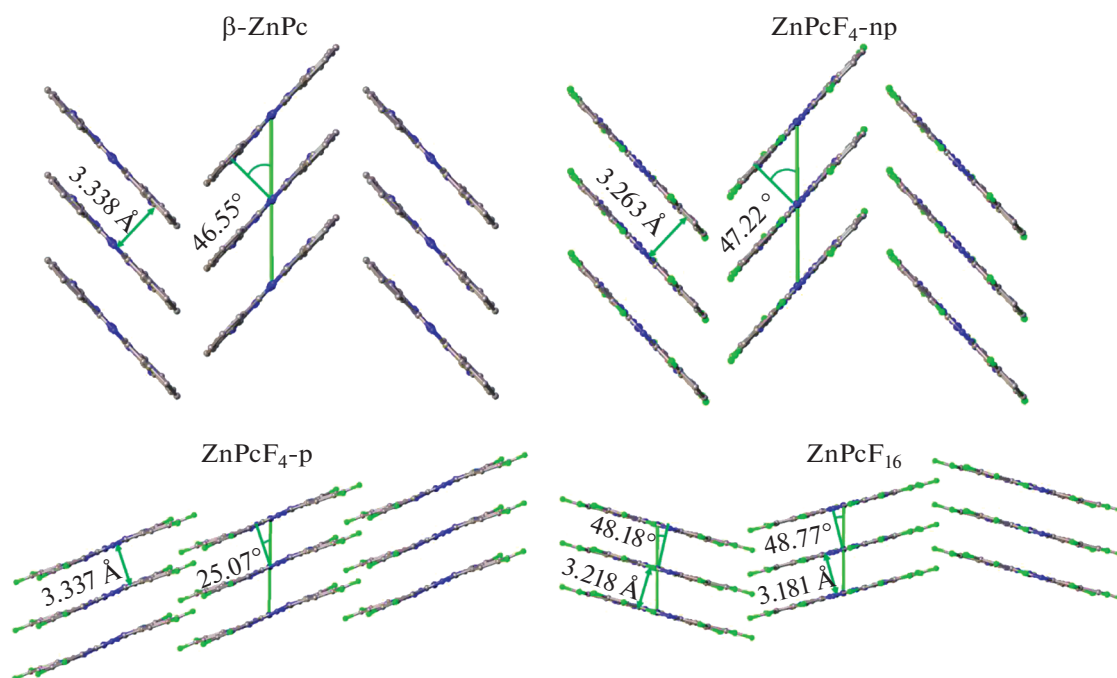 β-ZnPc
ZnPcF₄-np
3.338 Å
46.55°
3.263 Å
47.22 °
ZnPcF₄-p
ZnPcF₁₆
3.337 Å
25.07°
48.18°
3.218 Å
48.77°
3.181 Å